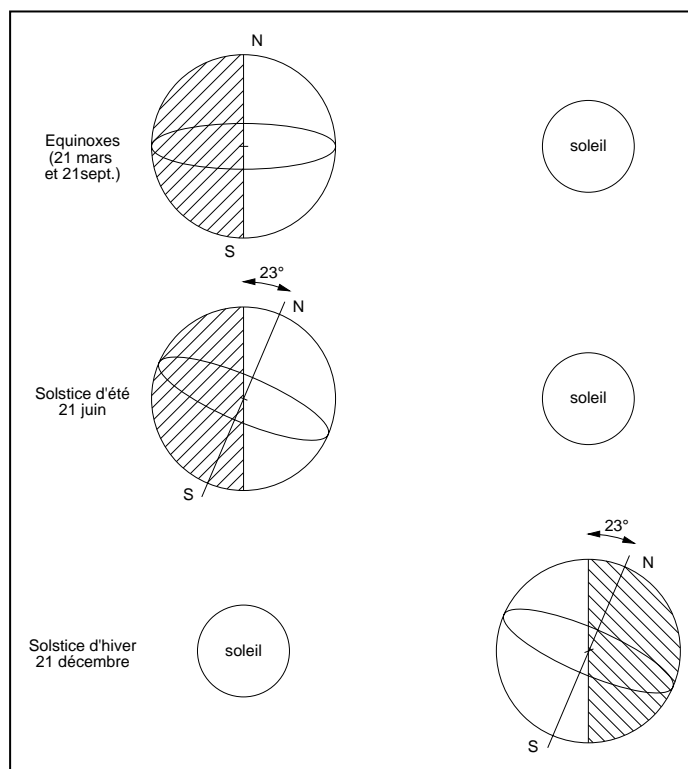 N
Equinoxes
(21 mars
et 21sept.)
soleil
S
23°
N
Solstice d'été
21 juin
soleil
S
23°
N
Solstice d'hiver
21 décembre
soleil
S